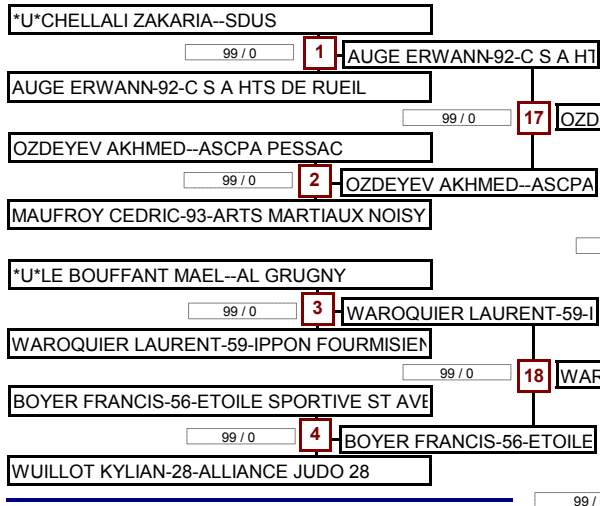 *U*CHELLALI ZAKARIA--SDUS
99 / 0
1
AUGE ERWANN-92-C S A HT
AUGE ERWANN-92-C S A HTS DE RUEIL
99 / 0
17
OZD
OZDEYEV AKHMED--ASCPA PESSAC
99 / 0
2
OZDEYEV AKHMED--ASCPA
MAUFROY CEDRIC-93-ARTS MARTIAUX NOISY
*U*LE BOUFFANT MAEL--AL GRUGNY
99 / 0
3
WAROQUIER LAURENT-59-I
WAROQUIER LAURENT-59-IPPON FOURMISIEN
99 / 0
18
WAR
BOYER FRANCIS-56-ETOILE SPORTIVE ST AVE
99 / 0
4
BOYER FRANCIS-56-ETOILE
WUILLOT KYLIAN-28-ALLIANCE JUDO 28
99 /